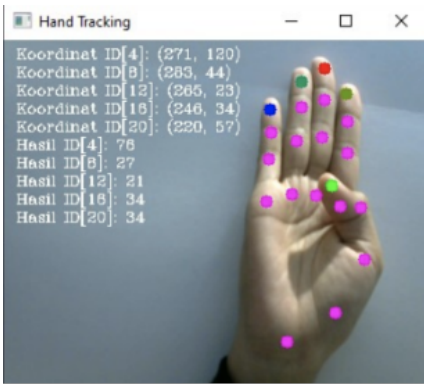 Hand Tracking
Koordinat ID[4]: (271, 120)
Koordinat ID[8]: (283, 44)
Koordinat ID[12]: (265, 23)
Koordinat ID[16]: (246, 34)
Koordinat ID[20]: (220, 57)
Hasil ID[4]: 76
Hasil ID[8]: 27
Hasil ID[12]: 21
Hasil ID[16]: 34
Hasil ID[20]: 34